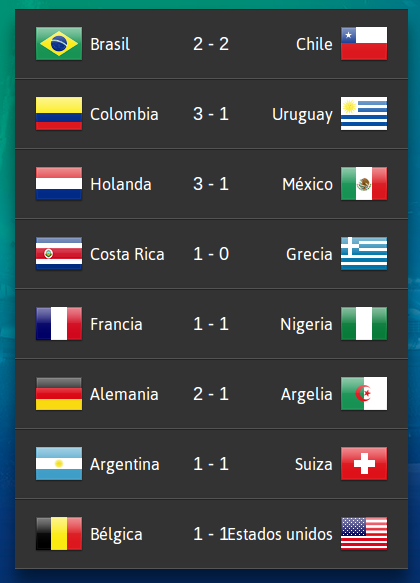 Brasil 2 - 2 Chile
Colombia 3 - 1 Uruguay
Holanda 3 - 1 México
Costa Rica 1 - 0 Grecia
Francia 1 - 1 Nigeria
Alemania 2 - 1 Argelia
Argentina 1 - 1 Suiza
Bélgica 1 - 1 Estados unidos